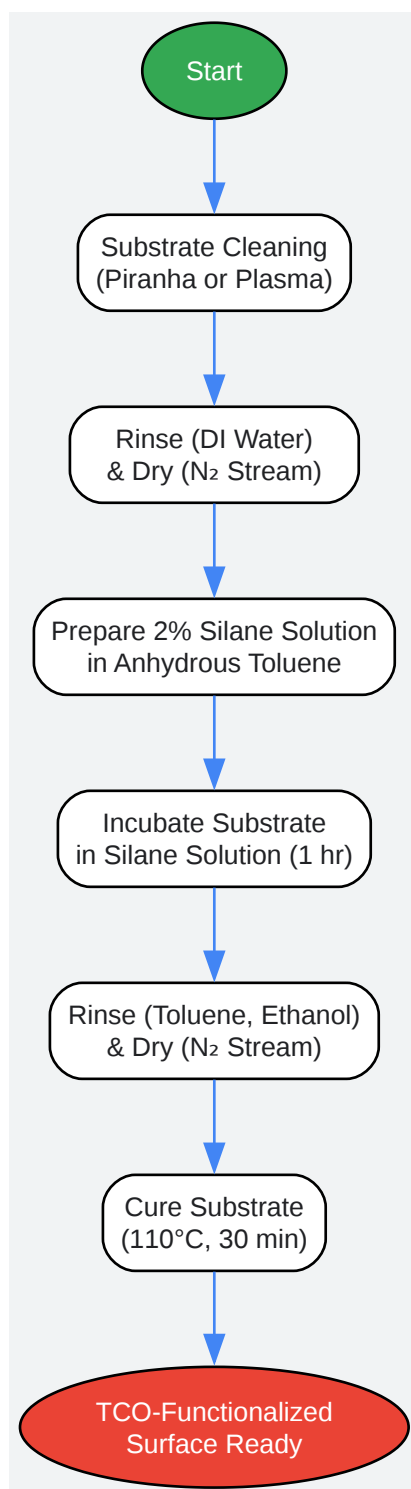 Start
Substrate Cleaning
(Piranha or Plasma)
Rinse (DI Water)
& Dry (N₂ Stream)
Prepare 2% Silane Solution
in Anhydrous Toluene
Incubate Substrate
in Silane Solution (1 hr)
Rinse (Toluene, Ethanol)
& Dry (N₂ Stream)
Cure Substrate
(110°C, 30 min)
TCO-Functionalized
Surface Ready